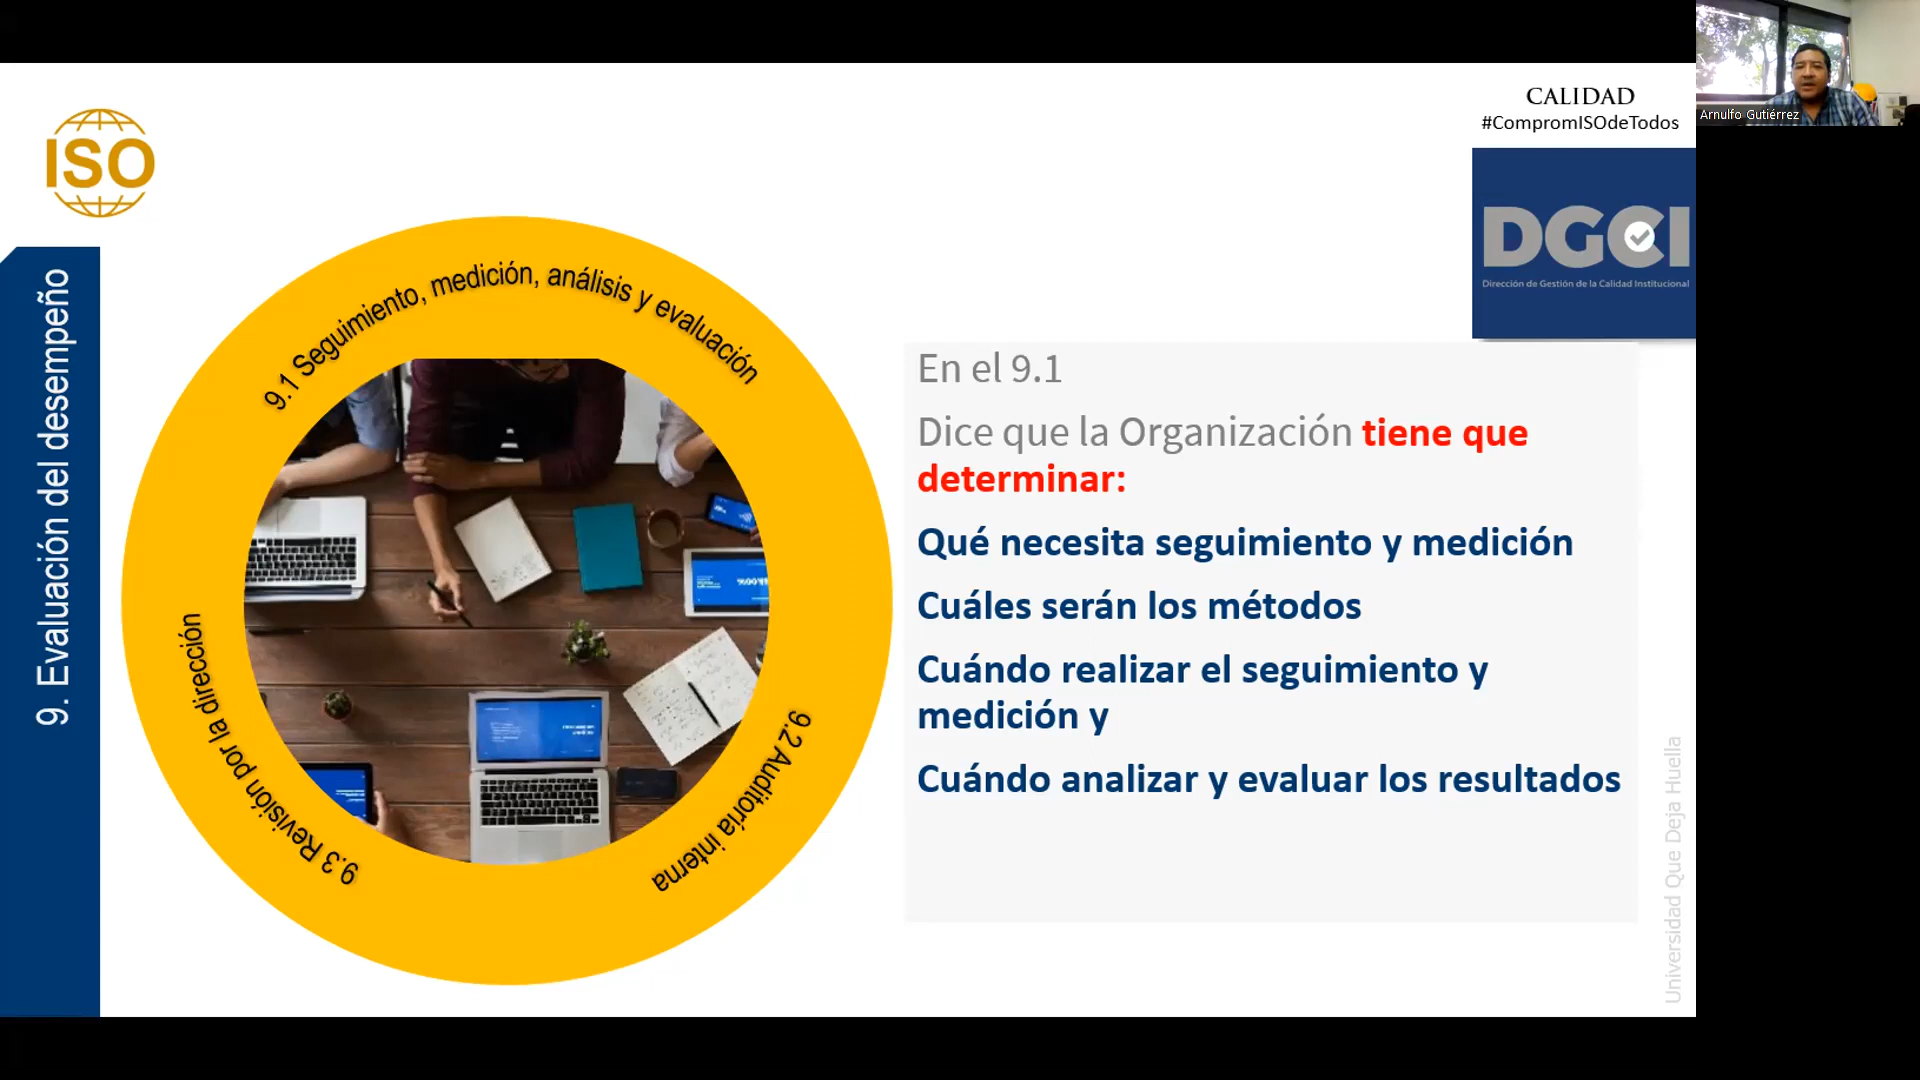 CALIDAD
#CompromISOdeTodos
Arnulfo Gutiérrez
ISO
DGCI
Dirección de Gestión de la Calidad Institucional
9. Evaluación del desempeño
9.1 Seguimiento, medición, análisis y evaluación
9.2 Auditoría interna
9.3 Revisión por la dirección
En el 9.1
Dice que la Organización tiene que
determinar:
Qué necesita seguimiento y medición
Cuáles serán los métodos
Cuándo realizar el seguimiento y
medición y
Cuándo analizar y evaluar los resultados
Universidad Que Deja Huella